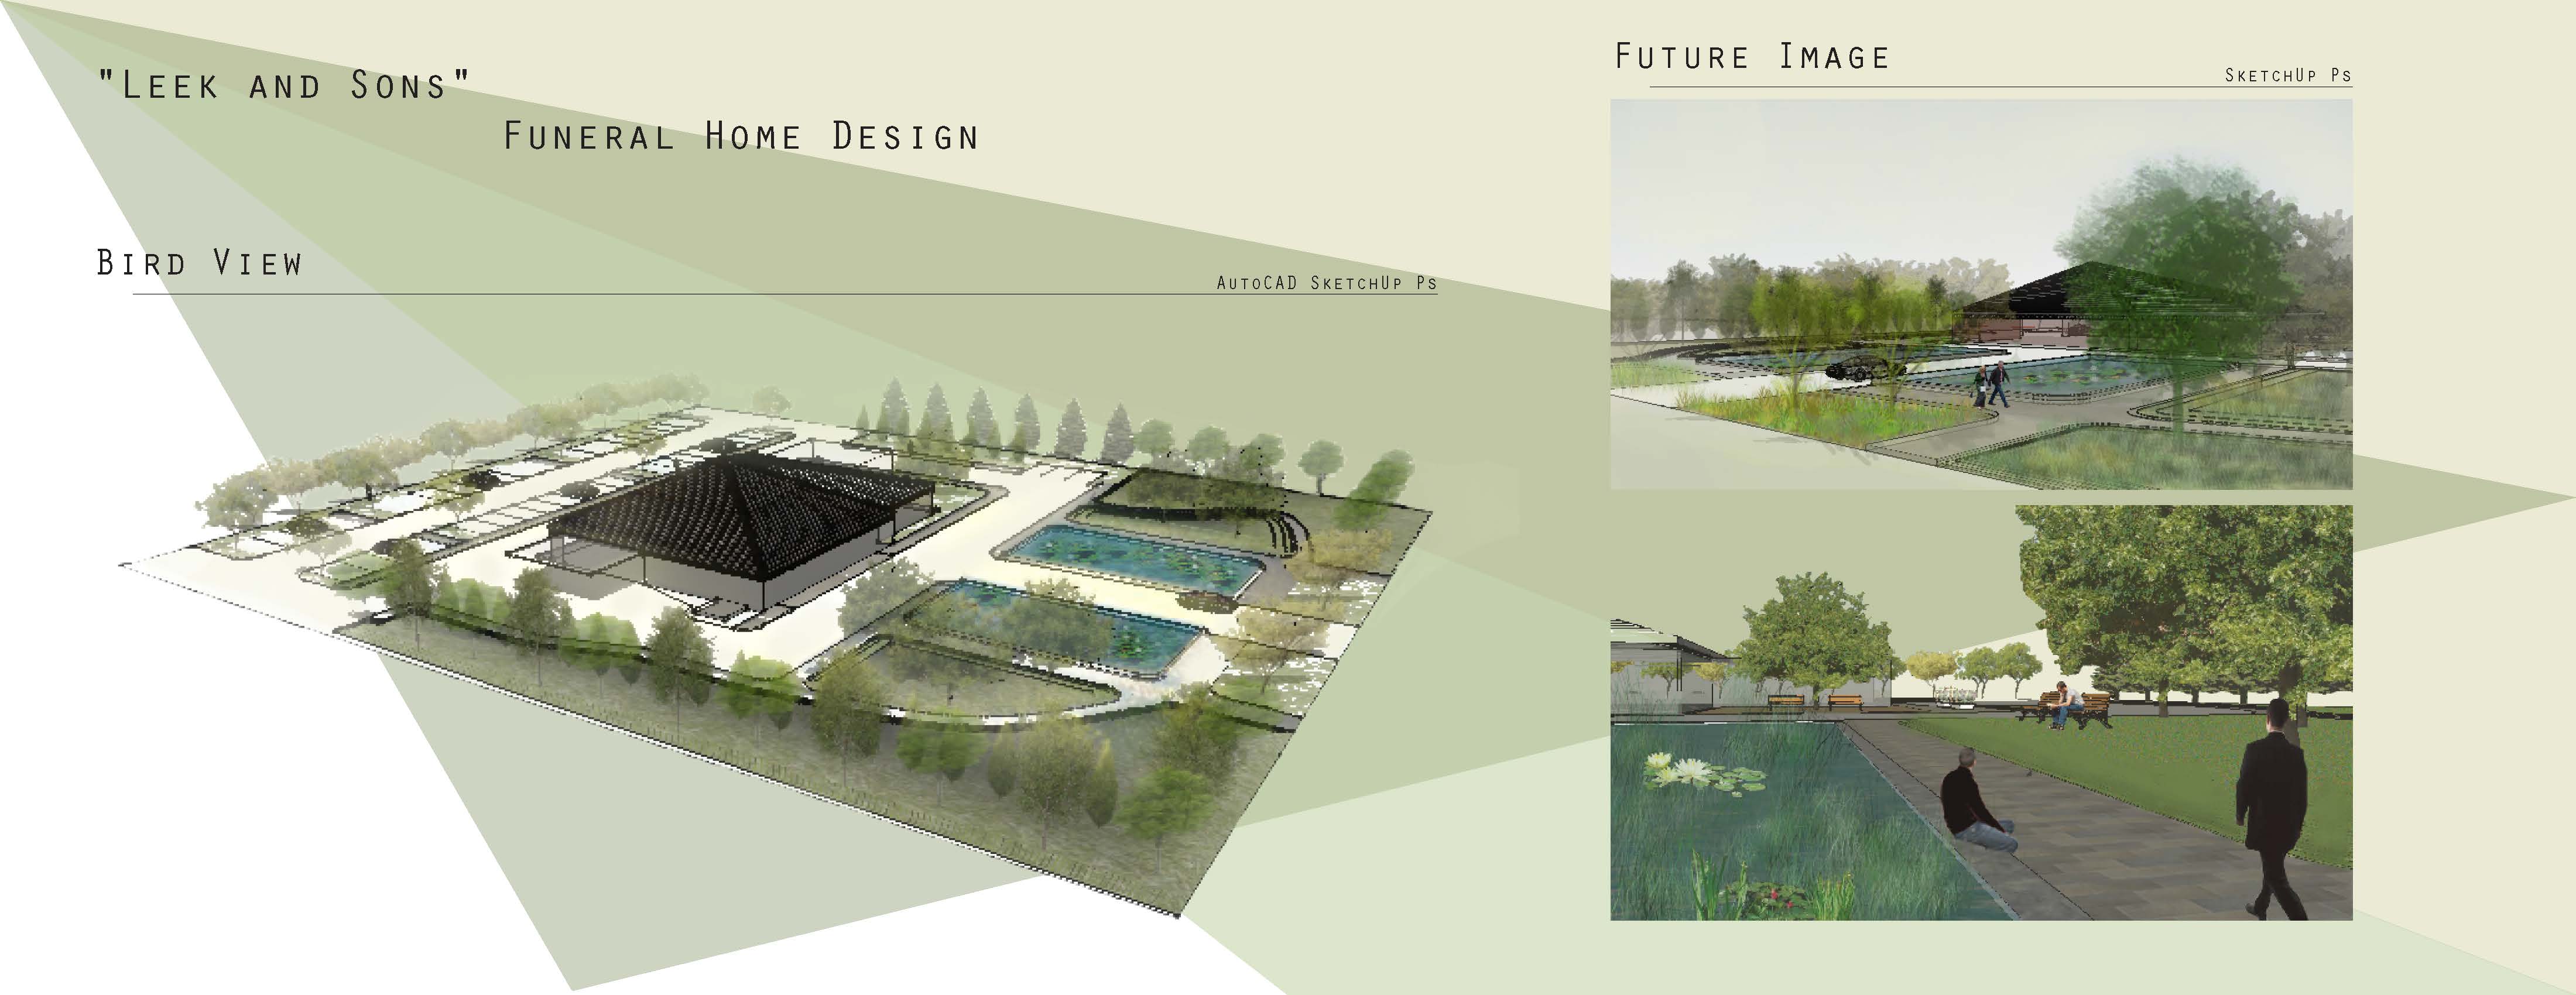 "Leek and Sons"
Funeral Home Design
Bird View
AutoCAD SketchUp Ps
Future Image
SketchUp Ps